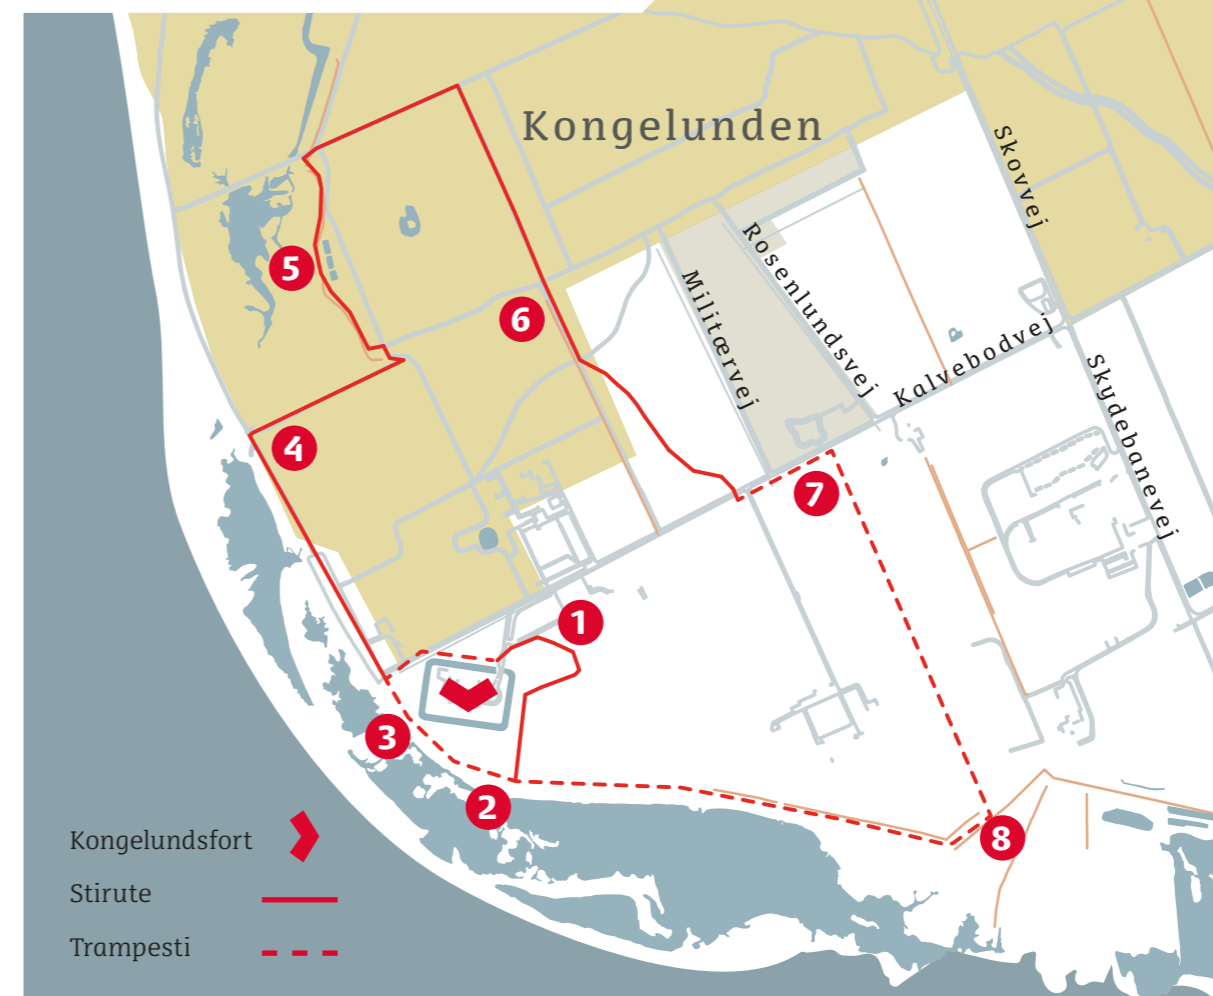 Kongelunden
Skovvej
Rosenlundsvej
Militærvej
Kalvebodvej
Skydebanevej
5
6
4
7
1
3
2
8
Kongelundsfort
Stirute
Trampesti